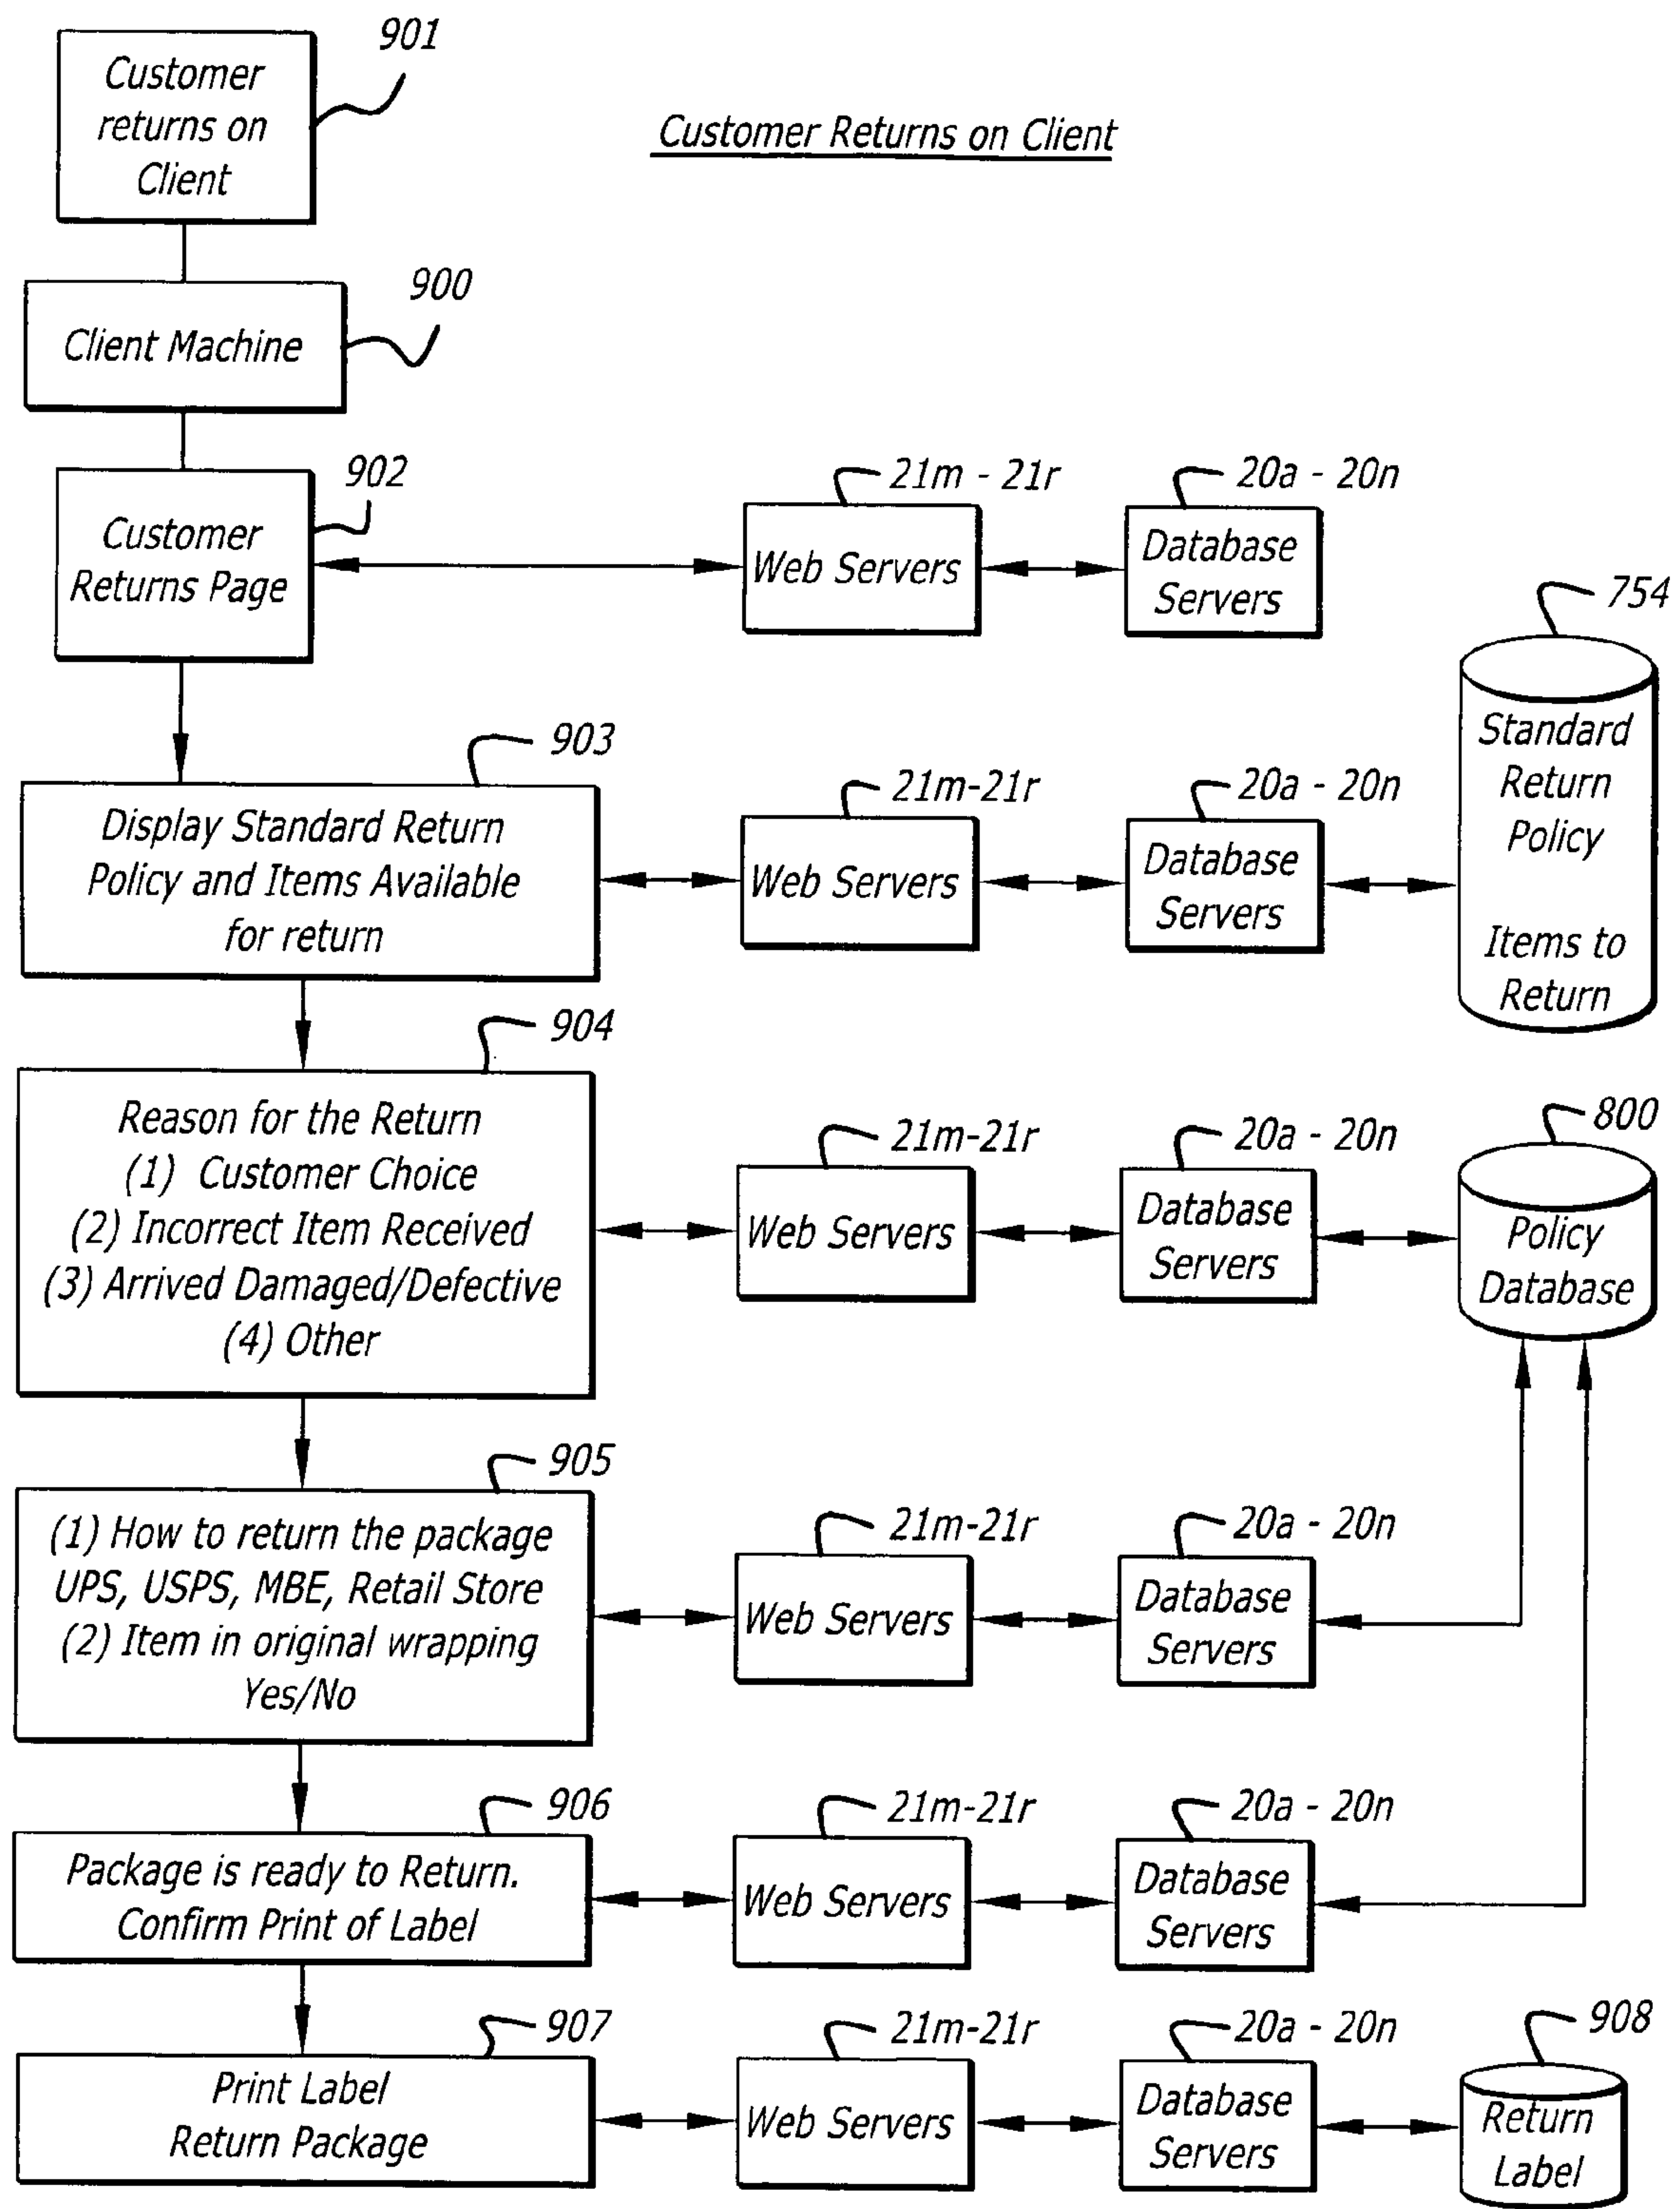 901
Customer
returns on
Client
Customer Returns on Client
900
Client Machine
902
Customer
Returns Page
21m - 21r
Web Servers
20a - 20n
Database
Servers
754
Standard
Return
Policy
Items to
Return
903
Display Standard Return
Policy and Items Available
for return
21m-21r
Web Servers
20a - 20n
Database
Servers
904
Reason for the Return
(1) Customer Choice
(2) Incorrect Item Received
(3) Arrived Damaged/Defective
(4) Other
21m-21r
Web Servers
20a - 20n
Database
Servers
800
Policy
Database
905
(1) How to return the package
UPS, USPS, MBE, Retail Store
(2) Item in original wrapping
Yes/No
21m-21r
Web Servers
20a - 20n
Database
Servers
906
Package is ready to Return.
Confirm Print of Label
21m-21r
Web Servers
20a - 20n
Database
Servers
907
Print Label
Return Package
21m-21r
Web Servers
20a - 20n
Database
Servers
908
Return
Label